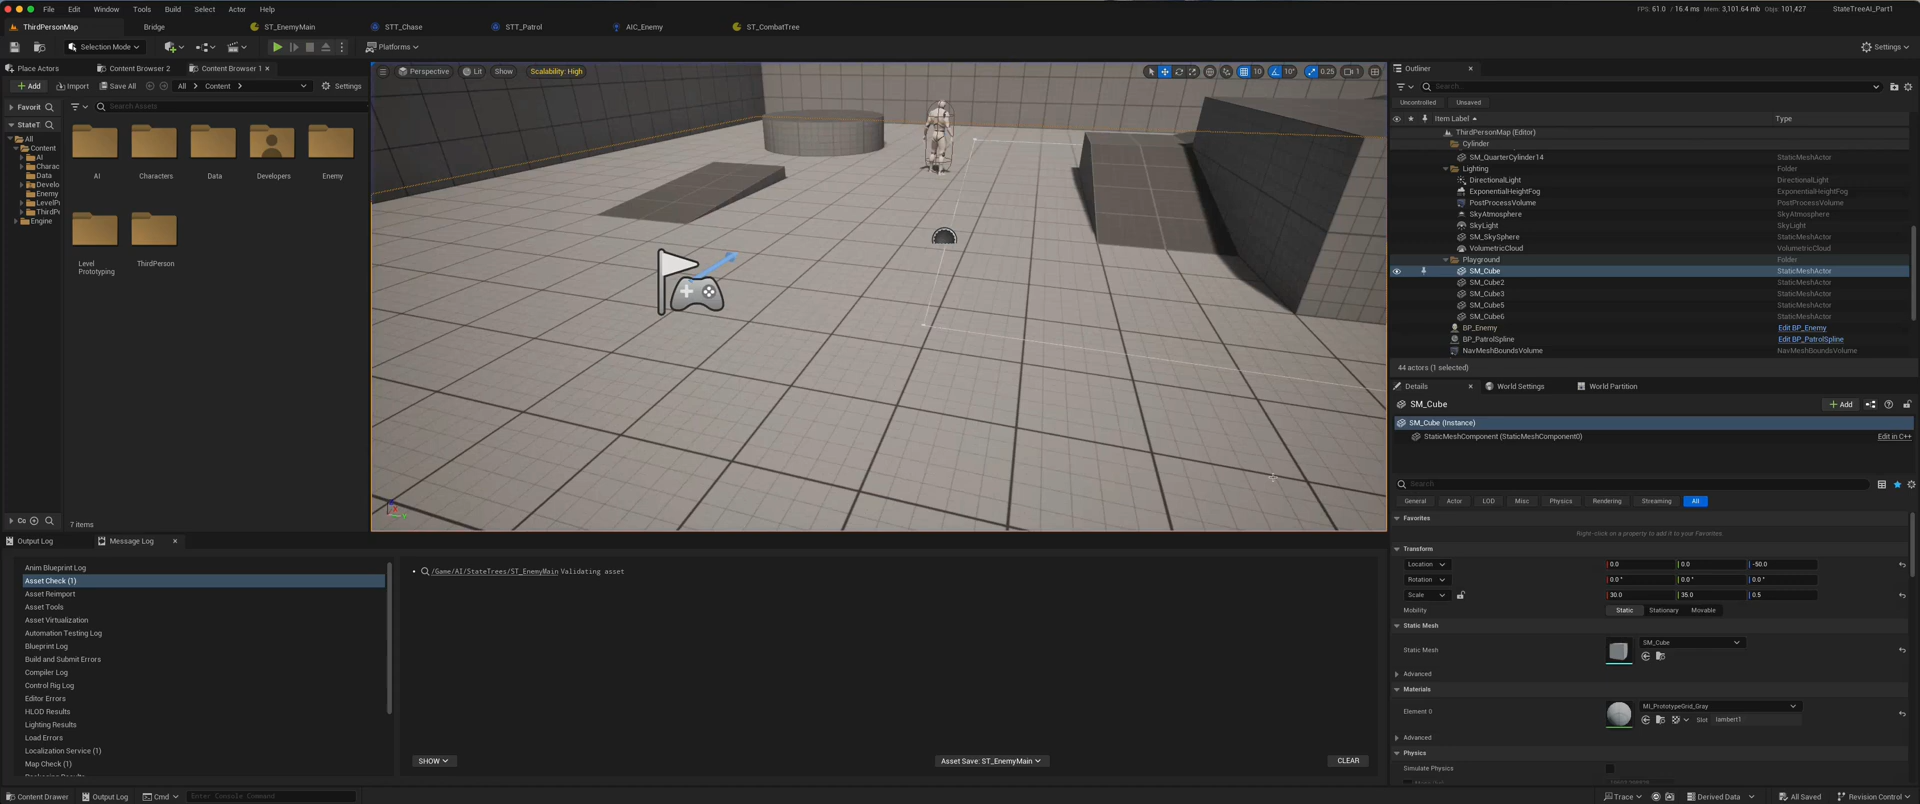 File Edit Window Tools Build Select Actor Help
FPS: 61.0 / 16.4 ms Mem: 3,101.64 mb Objs: 101,427 StateTreeAI_Part1
ThirdPersonMap Bridge ST_EnemyMain STT_Chase STT_Patrol AIC_Enemy ST_CombatTree
Selection Mode Platforms Settings
Place Actors Content Browser 2 Content Browser 1
Add Import Save All All Content Settings
Favorit Search Assets
StateT
All
Content
AI
Charac
Data
Develo
Enemy
LevelPr
ThirdPe
Engine
AI Characters Data Developers Enemy
Level
Prototyping ThirdPerson
Cc 7 items
Perspective Lit Show Scalability: High 10 10° 0.25 1
Outliner
Search...
Uncontrolled Unsaved
Item Label Type
ThirdPersonMap (Editor)
Cylinder
SM_QuarterCylinder14 StaticMeshActor
Lighting Folder
DirectionalLight DirectionalLight
ExponentialHeightFog ExponentialHeightFog
PostProcessVolume PostProcessVolume
SkyAtmosphere SkyAtmosphere
SkyLight SkyLight
SM_SkySphere StaticMeshActor
VolumetricCloud VolumetricCloud
Playground Folder
SM_Cube StaticMeshActor
SM_Cube2 StaticMeshActor
SM_Cube3 StaticMeshActor
SM_Cube5 StaticMeshActor
SM_Cube6 StaticMeshActor
BP_Enemy Edit BP_Enemy
BP_PatrolSpline Edit BP_PatrolSpline
NavMeshBoundsVolume NavMeshBoundsVolume
44 actors (1 selected)
Details World Settings World Partition
SM_Cube Add
SM_Cube (Instance)
StaticMeshComponent (StaticMeshComponent0) Edit in C++
Search
General Actor LOD Misc Physics Rendering Streaming All
Favorites
Right-click on a property to add it to your Favorites.
Transform
Location 0.0 0.0 -50.0
Rotation 0.0 ° 0.0 ° 0.0 °
Scale 30.0 35.0 0.5
Mobility Static Stationary Movable
Static Mesh
Static Mesh SM_Cube
Advanced
Materials
Element 0 MI_PrototypeGrid_Gray
Slot lambert1
Advanced
Physics
Simulate Physics
Output Log Message Log
Anim Blueprint Log
Asset Check (1)
Asset Reimport
Asset Tools
Asset Virtualization
Automation Testing Log
Blueprint Log
Build and Submit Errors
Compiler Log
Control Rig Log
Editor Errors
HLOD Results
Lighting Results
Load Errors
Localization Service (1)
Map Check (1)
/Game/AI/StateTrees/ST_EnemyMain Validating asset
SHOW Asset Save: ST_EnemyMain CLEAR
Content Drawer Output Log Cmd Enter Console Command Trace Derived Data All Saved Revision Control